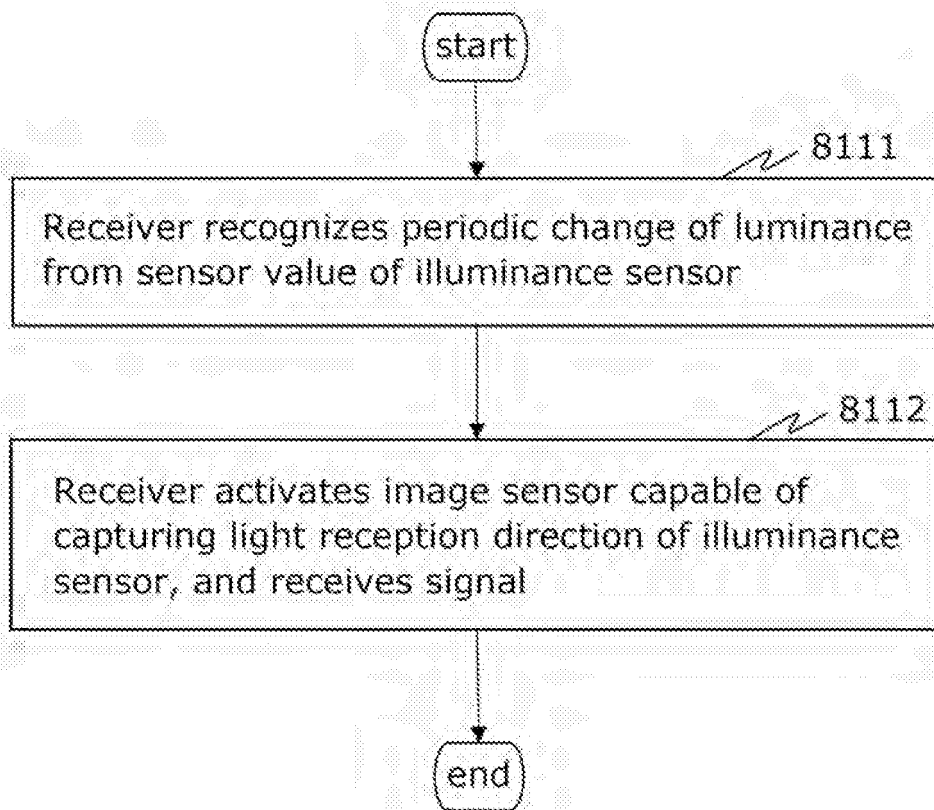 start
8111
Receiver recognizes periodic change of luminance
from sensor value of illuminance sensor
8112
Receiver activates image sensor capable of
capturing light reception direction of illuminance
sensor, and receives signal
end